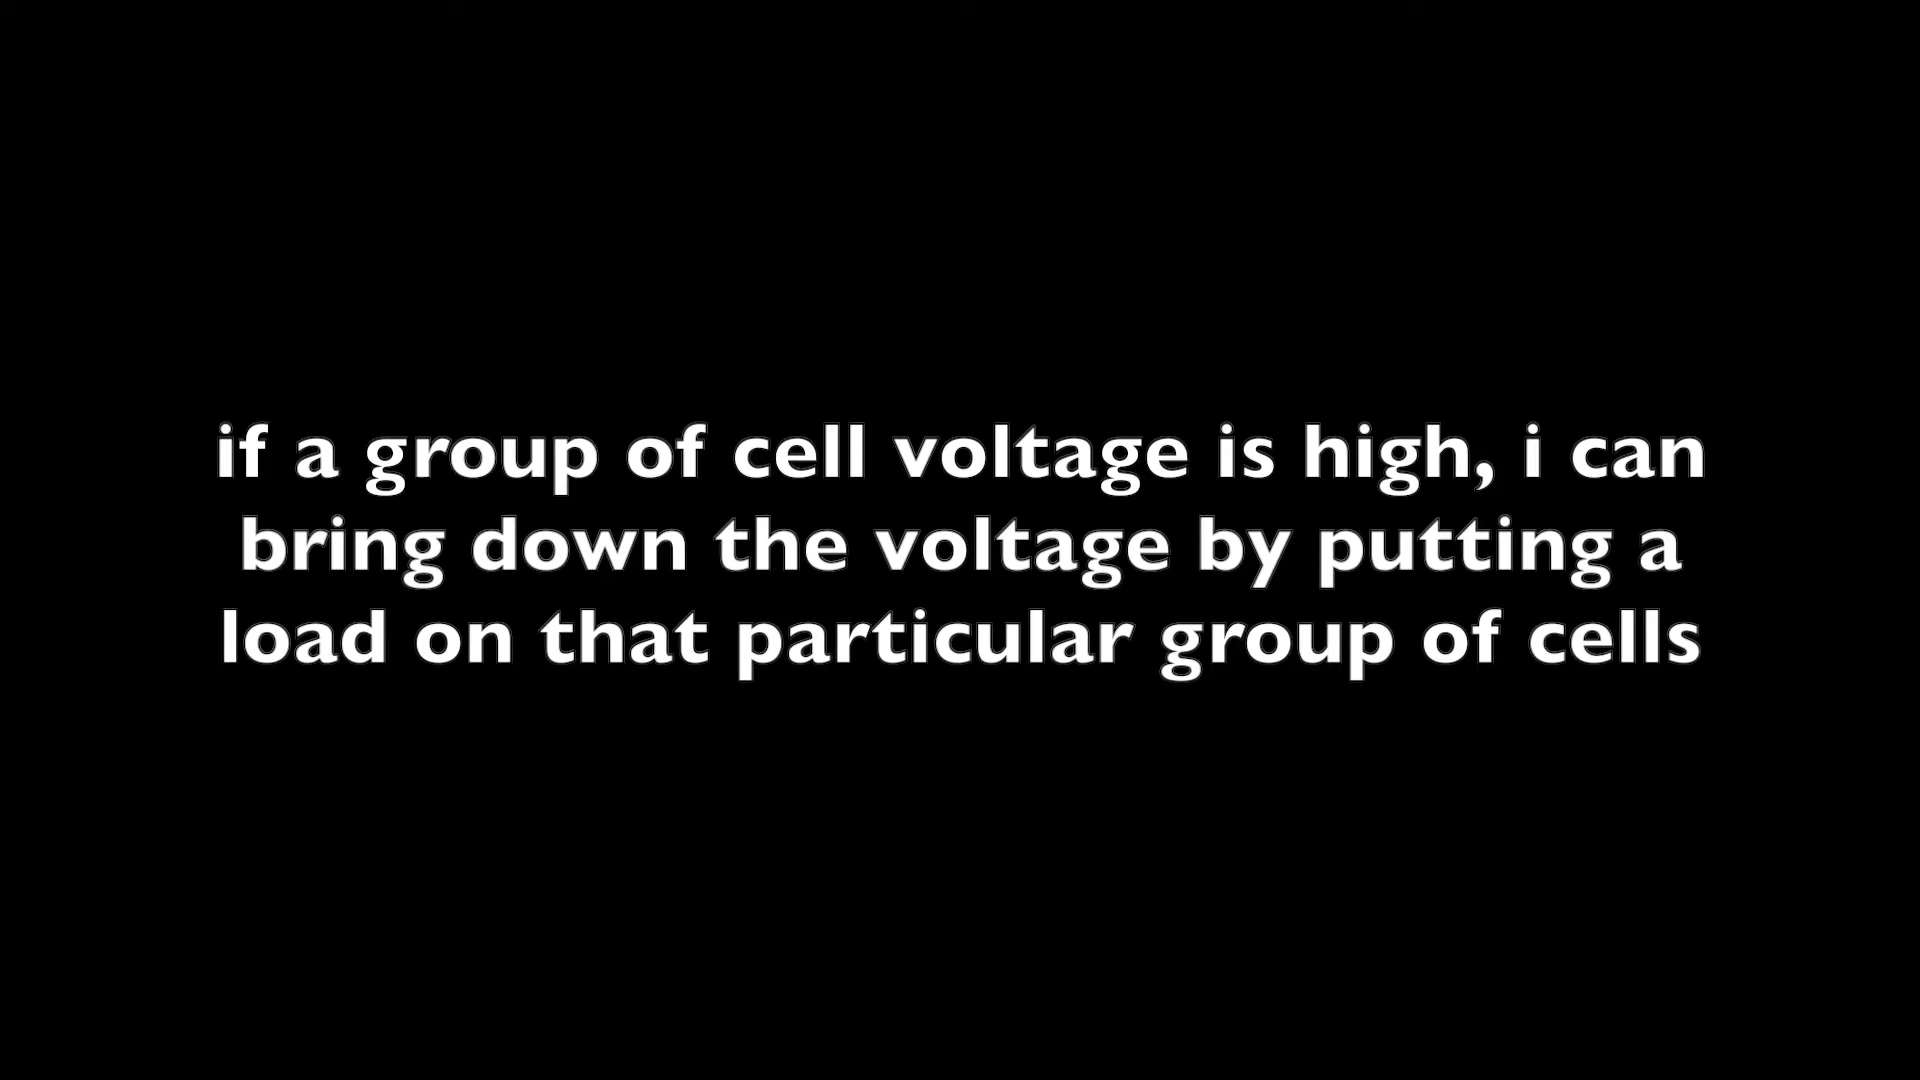 if a group of cell voltage is high, i can
bring down the voltage by putting a
load on that particular group of cells